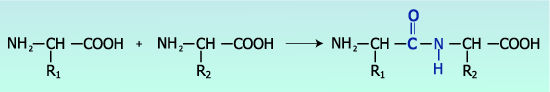 O
NH₂–CH–COOH + NH₂–CH–COOH → NH₂–CH–C–N–CH–COOH
R₁ R₂ R₁ H R₂